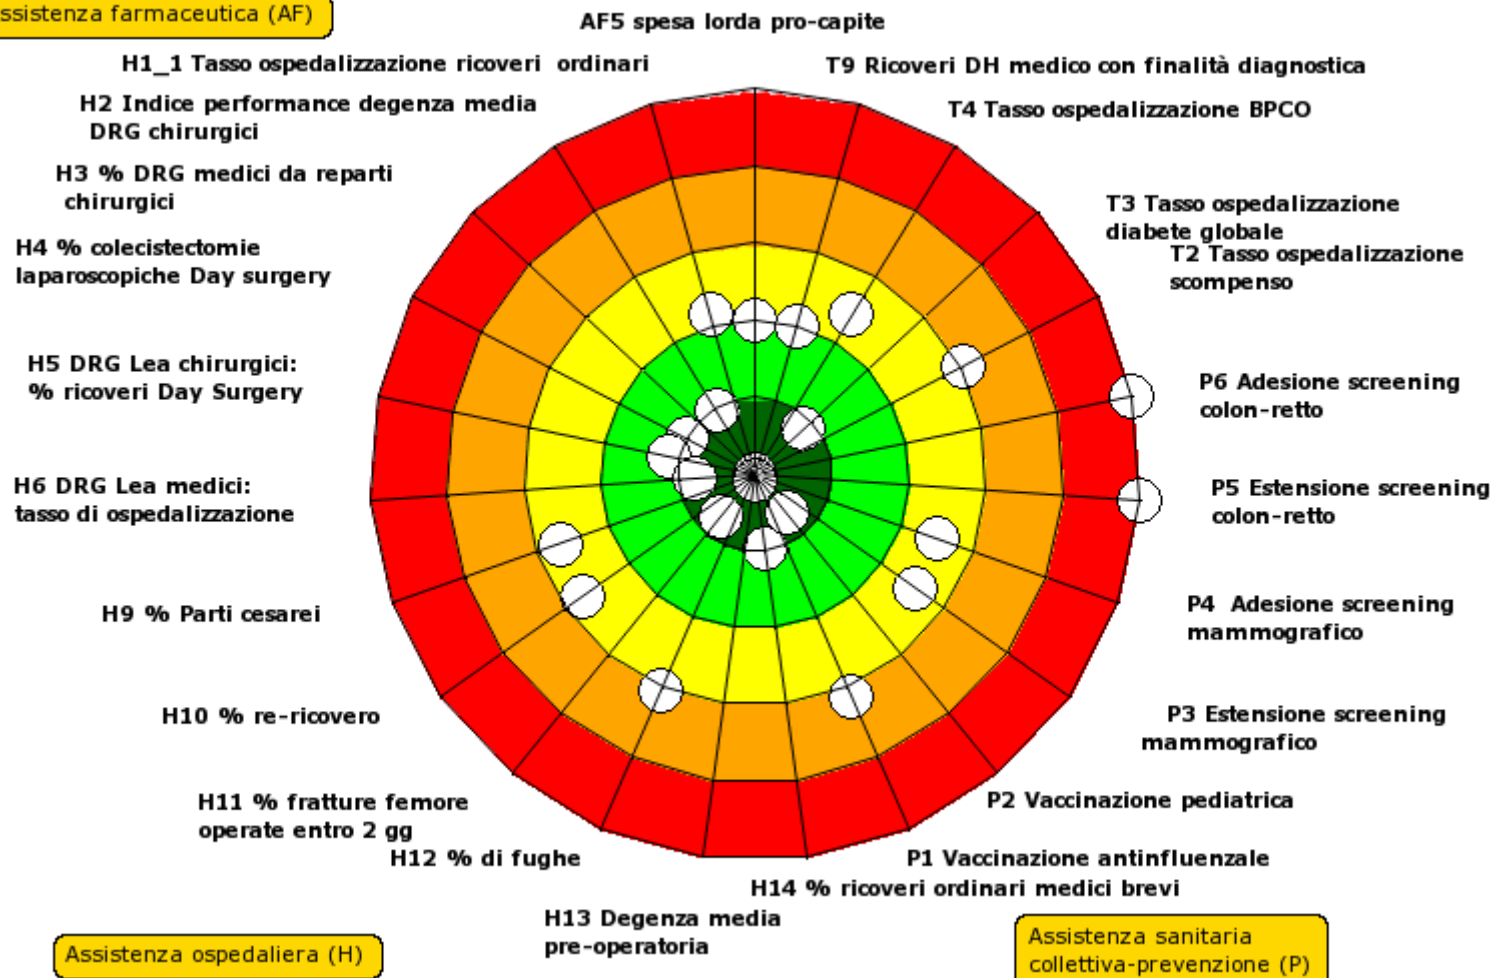 ssistenza farmaceutica (AF)
AF5 spesa lorda pro-capite
H1_1 Tasso ospedalizzazione ricoveri ordinari
T9 Ricoveri DH medico con finalità diagnostica
H2 Indice performance degenza media
DRG chirurgici
T4 Tasso ospedalizzazione BPCO
H3 % DRG medici da reparti
chirurgici
T3 Tasso ospedalizzazione
diabete globale
H4 % colecistectomie
laparoscopiche Day surgery
T2 Tasso ospedalizzazione
scompenso
H5 DRG Lea chirurgici:
% ricoveri Day Surgery
P6 Adesione screening
colon-retto
H6 DRG Lea medici:
tasso di ospedalizzazione
P5 Estensione screening
colon-retto
H9 % Parti cesarei
P4 Adesione screening
mammografico
H10 % re-ricovero
P3 Estensione screening
mammografico
H11 % fratture femore
operate entro 2 gg
P2 Vaccinazione pediatrica
H12 % di fughe
P1 Vaccinazione antinfluenzale
H14 % ricoveri ordinari medici brevi
H13 Degenza media
pre-operatoria
Assistenza ospedaliera (H)
Assistenza sanitaria
collettiva-prevenzione (P)